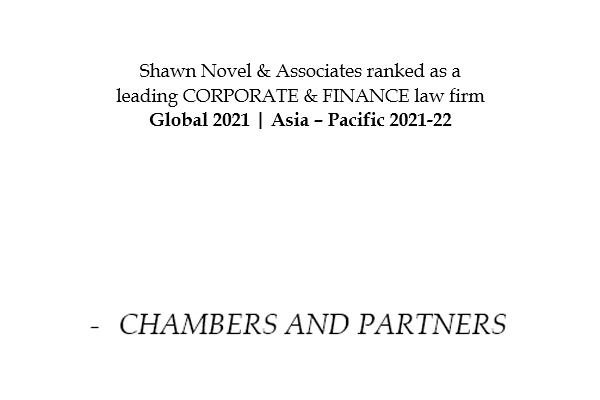 Shawn Novel & Associates ranked as a
leading CORPORATE & FINANCE law firm
Global 2021 | Asia – Pacific 2021-22
- CHAMBERS AND PARTNERS